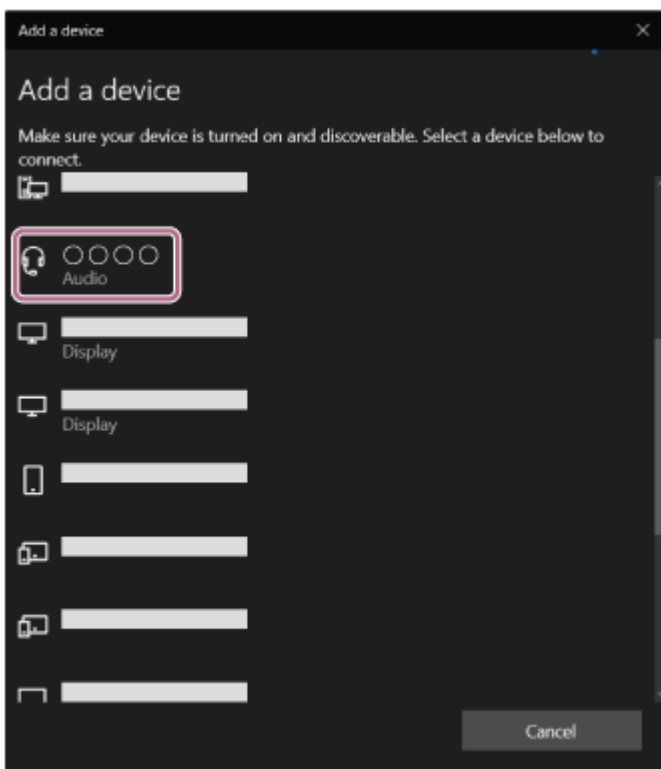 Add a device
Add a device
Make sure your device is turned on and discoverable. Select a device below to
connect.
○○○○
Audio
Display
Display
Cancel